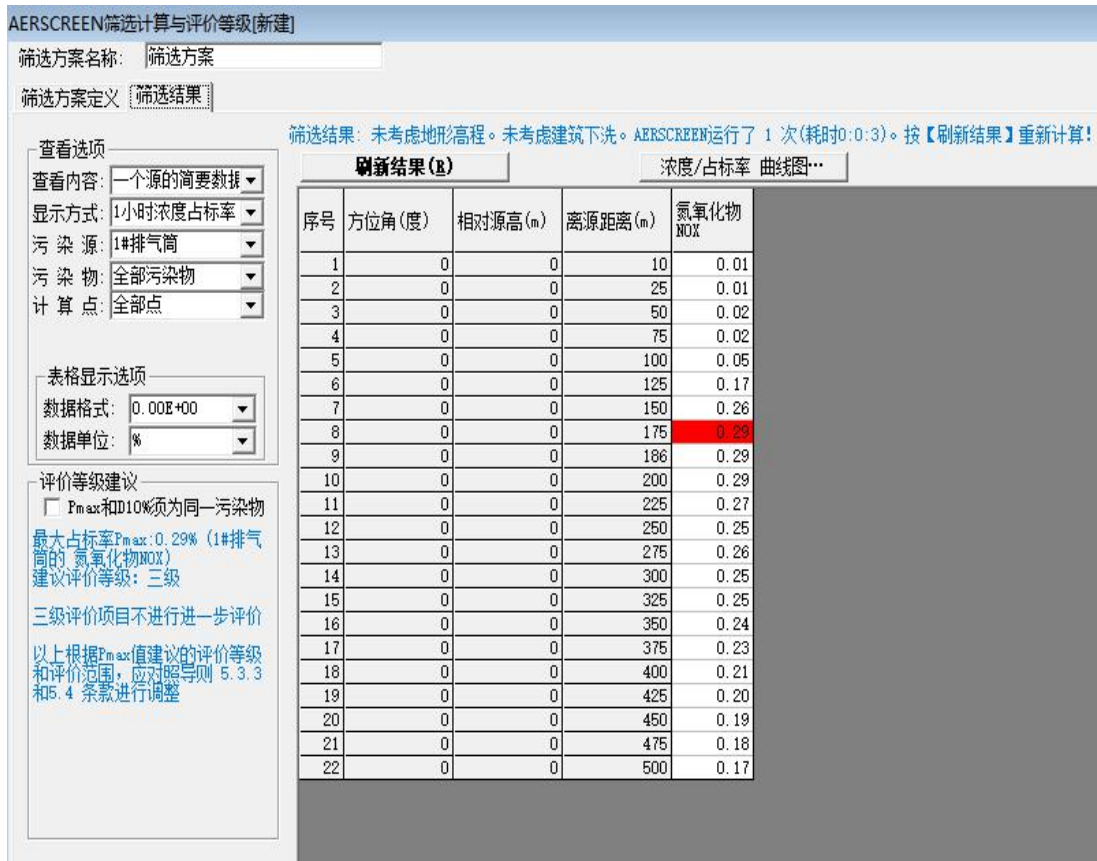 AERSCREEN筛选计算与评价等级[新建]
筛选方案名称: 筛选方案
筛选方案定义 筛选结果
筛选结果: 未考虑地形高程。未考虑建筑下洗。AERSCREEN运行了 1 次(耗时0:0:3)。按【刷新结果】重新计算!
查看选项
查看内容: 一个源的简要数据
显示方式: 1小时浓度占标率
污 染 源: 1#排气筒
污 染 物: 全部污染物
计 算 点: 全部点
表格显示选项
数据格式: 0.00E+00
数据单位: %
评价等级建议
Pmax和D10%须为同一污染物
最大占标率Pmax:0.29% (1#排气
筒的 氮氧化物NOX)
建议评价等级: 三级
三级评价项目不进行进一步评价
以上根据Pmax值建议的评价等级
和评价范围,应对照导则 5.3.3
和5.4 条款进行调整
刷新结果(R) 浓度/占标率 曲线图…
序号 方位角(度) 相对源高(m) 离源距离(m) 氮氧化物NOX
1 0 0 10 0.01
2 0 0 25 0.01
3 0 0 50 0.02
4 0 0 75 0.02
5 0 0 100 0.05
6 0 0 125 0.17
7 0 0 150 0.26
8 0 0 175 0.29
9 0 0 186 0.29
10 0 0 200 0.29
11 0 0 225 0.27
12 0 0 250 0.25
13 0 0 275 0.26
14 0 0 300 0.25
15 0 0 325 0.25
16 0 0 350 0.24
17 0 0 375 0.23
18 0 0 400 0.21
19 0 0 425 0.20
20 0 0 450 0.19
21 0 0 475 0.18
22 0 0 500 0.17